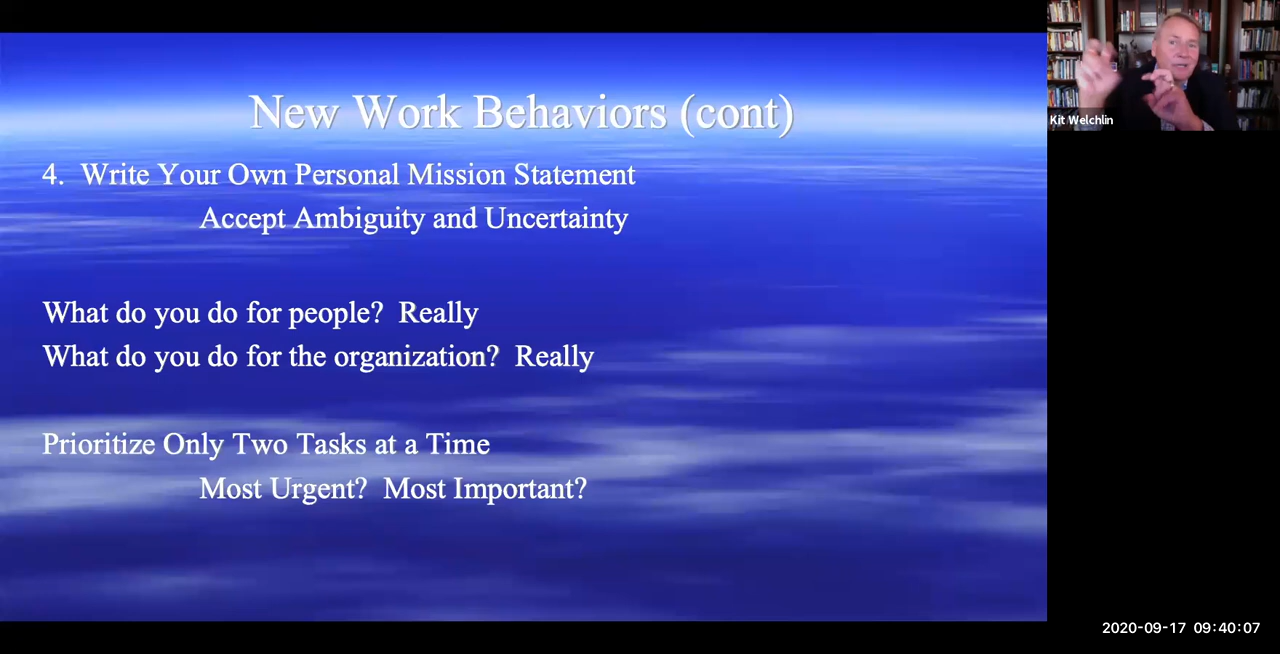 New Work Behaviors (cont)
4. Write Your Own Personal Mission Statement
Accept Ambiguity and Uncertainty
What do you do for people? Really
What do you do for the organization? Really
Prioritize Only Two Tasks at a Time
Most Urgent? Most Important?
Kit Welchlin
2020-09-17 09:40:07